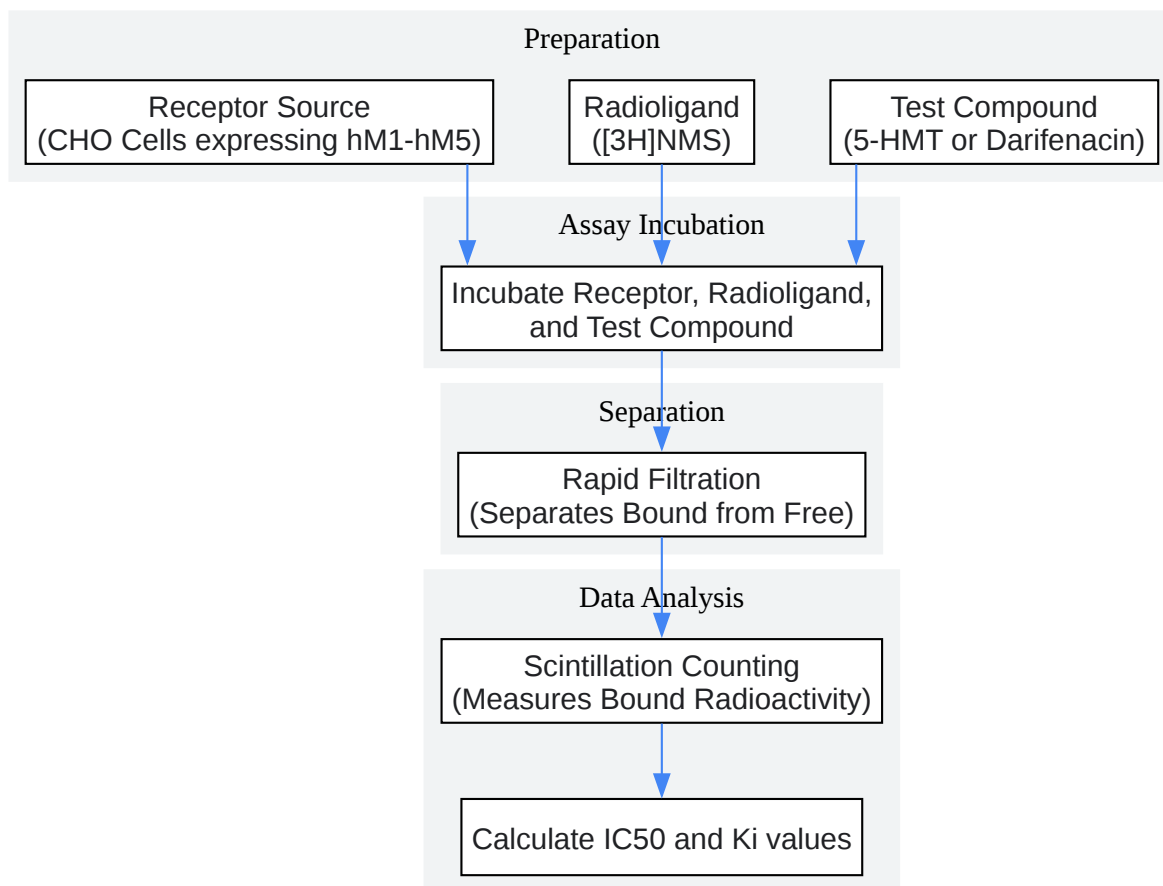 Preparation
Receptor Source
(CHO Cells expressing hM1-hM5)
Radioligand
([3H]NMS)
Test Compound
(5-HMT or Darifenacin)
Assay Incubation
Incubate Receptor, Radioligand,
and Test Compound
Separation
Rapid Filtration
(Separates Bound from Free)
Data Analysis
Scintillation Counting
(Measures Bound Radioactivity)
Calculate IC50 and Ki values